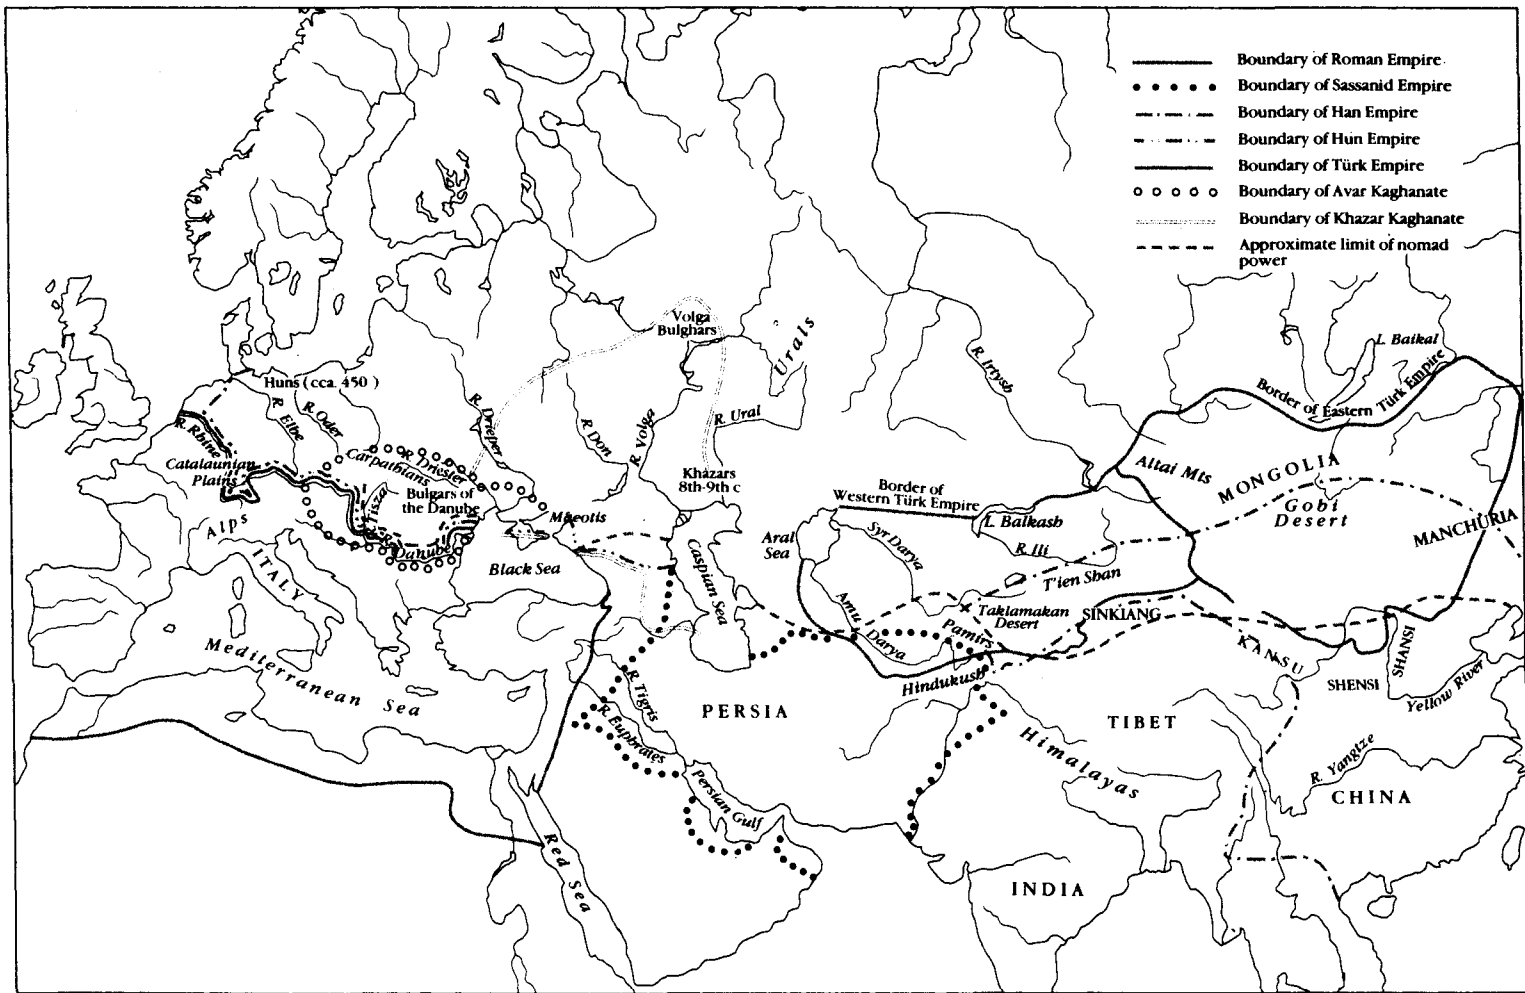 Boundary of Roman Empire
Boundary of Sassanid Empire
Boundary of Han Empire
Boundary of Hun Empire
Boundary of Türk Empire
Boundary of Avar Kaghanate
Boundary of Khazar Kaghanate
Approximate limit of nomad
power
Volga
Bulghars
Urals
R. Irtysh
L. Baikal
Border of Eastern Türk Empire
Huns (cca. 450)
R. Elbe
R. Oder
R. Rhine
Catalaunian
Plains
Carpathians
R. Driester
R. Drieper
R. Don
R. Volga
R. Ural
Khazars
8th-9th c
Tisza
Bulgars of
the Danube
R. Danube
Alps
ITALY
Maeotis
Black Sea
Caspian Sea
Aral
Sea
Border of
Western Türk Empire
L. Balkash
R. Ili
Syr Darya
Amu
Darya
T'ien Shan
Taklamakan
Desert
Pamirs
SINKIANG
Altai Mts
MONGOLIA
Gobi
Desert
MANCHURIA
KANSU
SHENSI
SHANSI
Yellow River
Hindukush
Mediterranean Sea
R. Tigris
R. Euphrates
PERSIA
Persian Gulf
Red Sea
TIBET
Himalayas
R. Yangtze
CHINA
INDIA